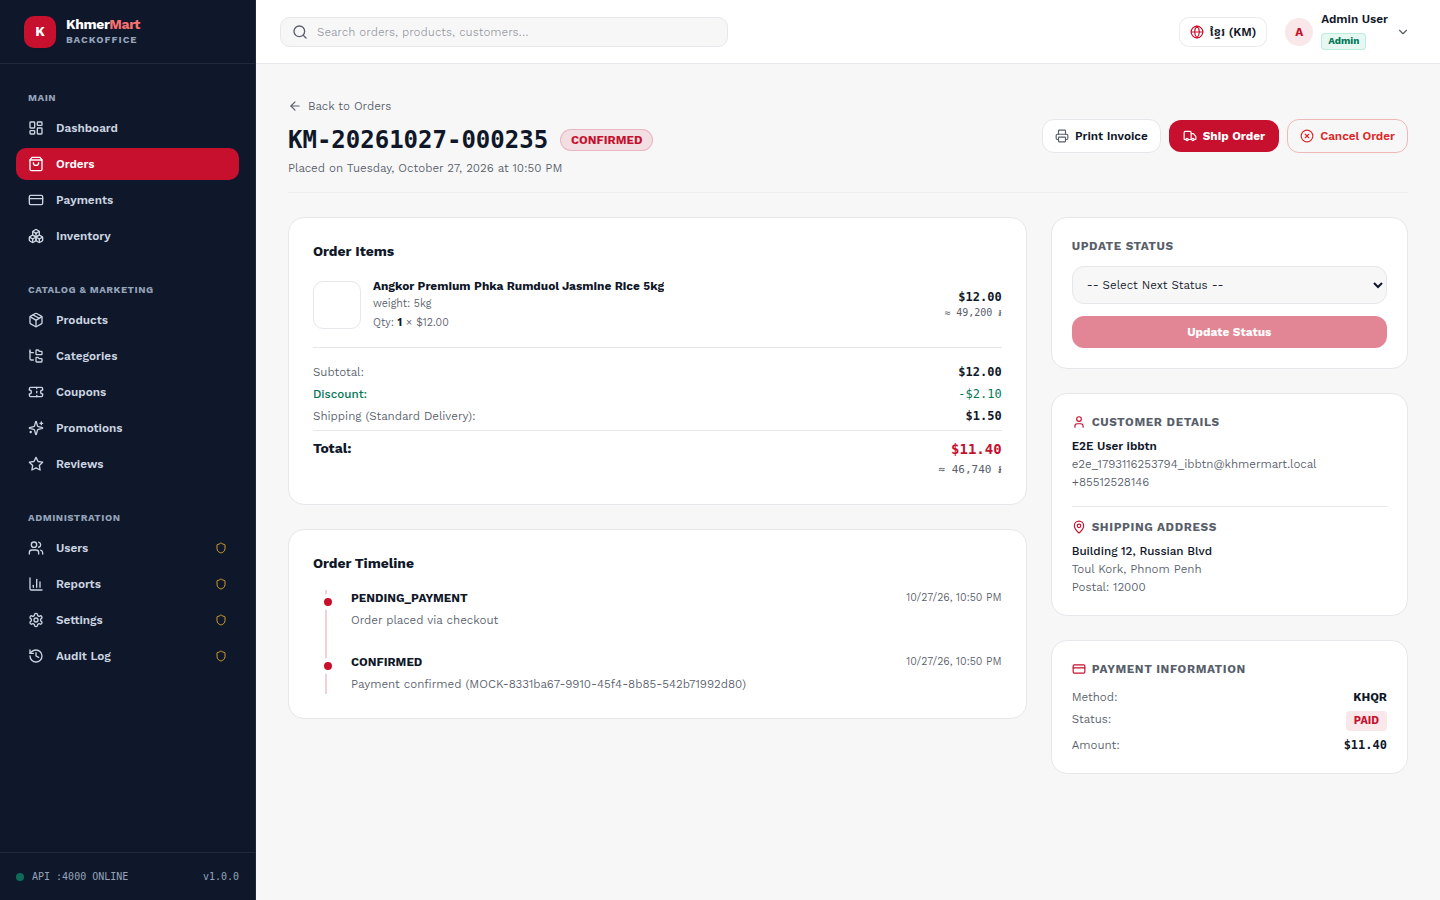 K
KhmerMart
BACKOFFICE
Search orders, products, customers...
ខ្មែរ (KM)
A
Admin User
Admin
MAIN
Dashboard
Orders
Payments
Inventory
CATALOG & MARKETING
Products
Categories
Coupons
Promotions
Reviews
ADMINISTRATION
Users
Reports
Settings
Audit Log
API :4000 ONLINE
v1.0.0
Back to Orders
KM-20261027-000235
CONFIRMED
Placed on Tuesday, October 27, 2026 at 10:50 PM
Print Invoice
Ship Order
Cancel Order
Order Items
Angkor Premium Phka Rumduol Jasmine Rice 5kg
weight: 5kg
Qty: 1 × $12.00
$12.00
≈ 49,200 ៛
Subtotal:
$12.00
Discount:
-$2.10
Shipping (Standard Delivery):
$1.50
Total:
$11.40
≈ 46,740 ៛
Order Timeline
PENDING_PAYMENT
10/27/26, 10:50 PM
Order placed via checkout
CONFIRMED
10/27/26, 10:50 PM
Payment confirmed (MOCK-8331ba67-9910-45f4-8b85-542b71992d80)
UPDATE STATUS
-- Select Next Status --
Update Status
CUSTOMER DETAILS
E2E User ibbtn
e2e_1793116253794_ibbtn@khmermart.local
+85512528146
SHIPPING ADDRESS
Building 12, Russian Blvd
Toul Kork, Phnom Penh
Postal: 12000
PAYMENT INFORMATION
Method:
KHQR
Status:
PAID
Amount:
$11.40